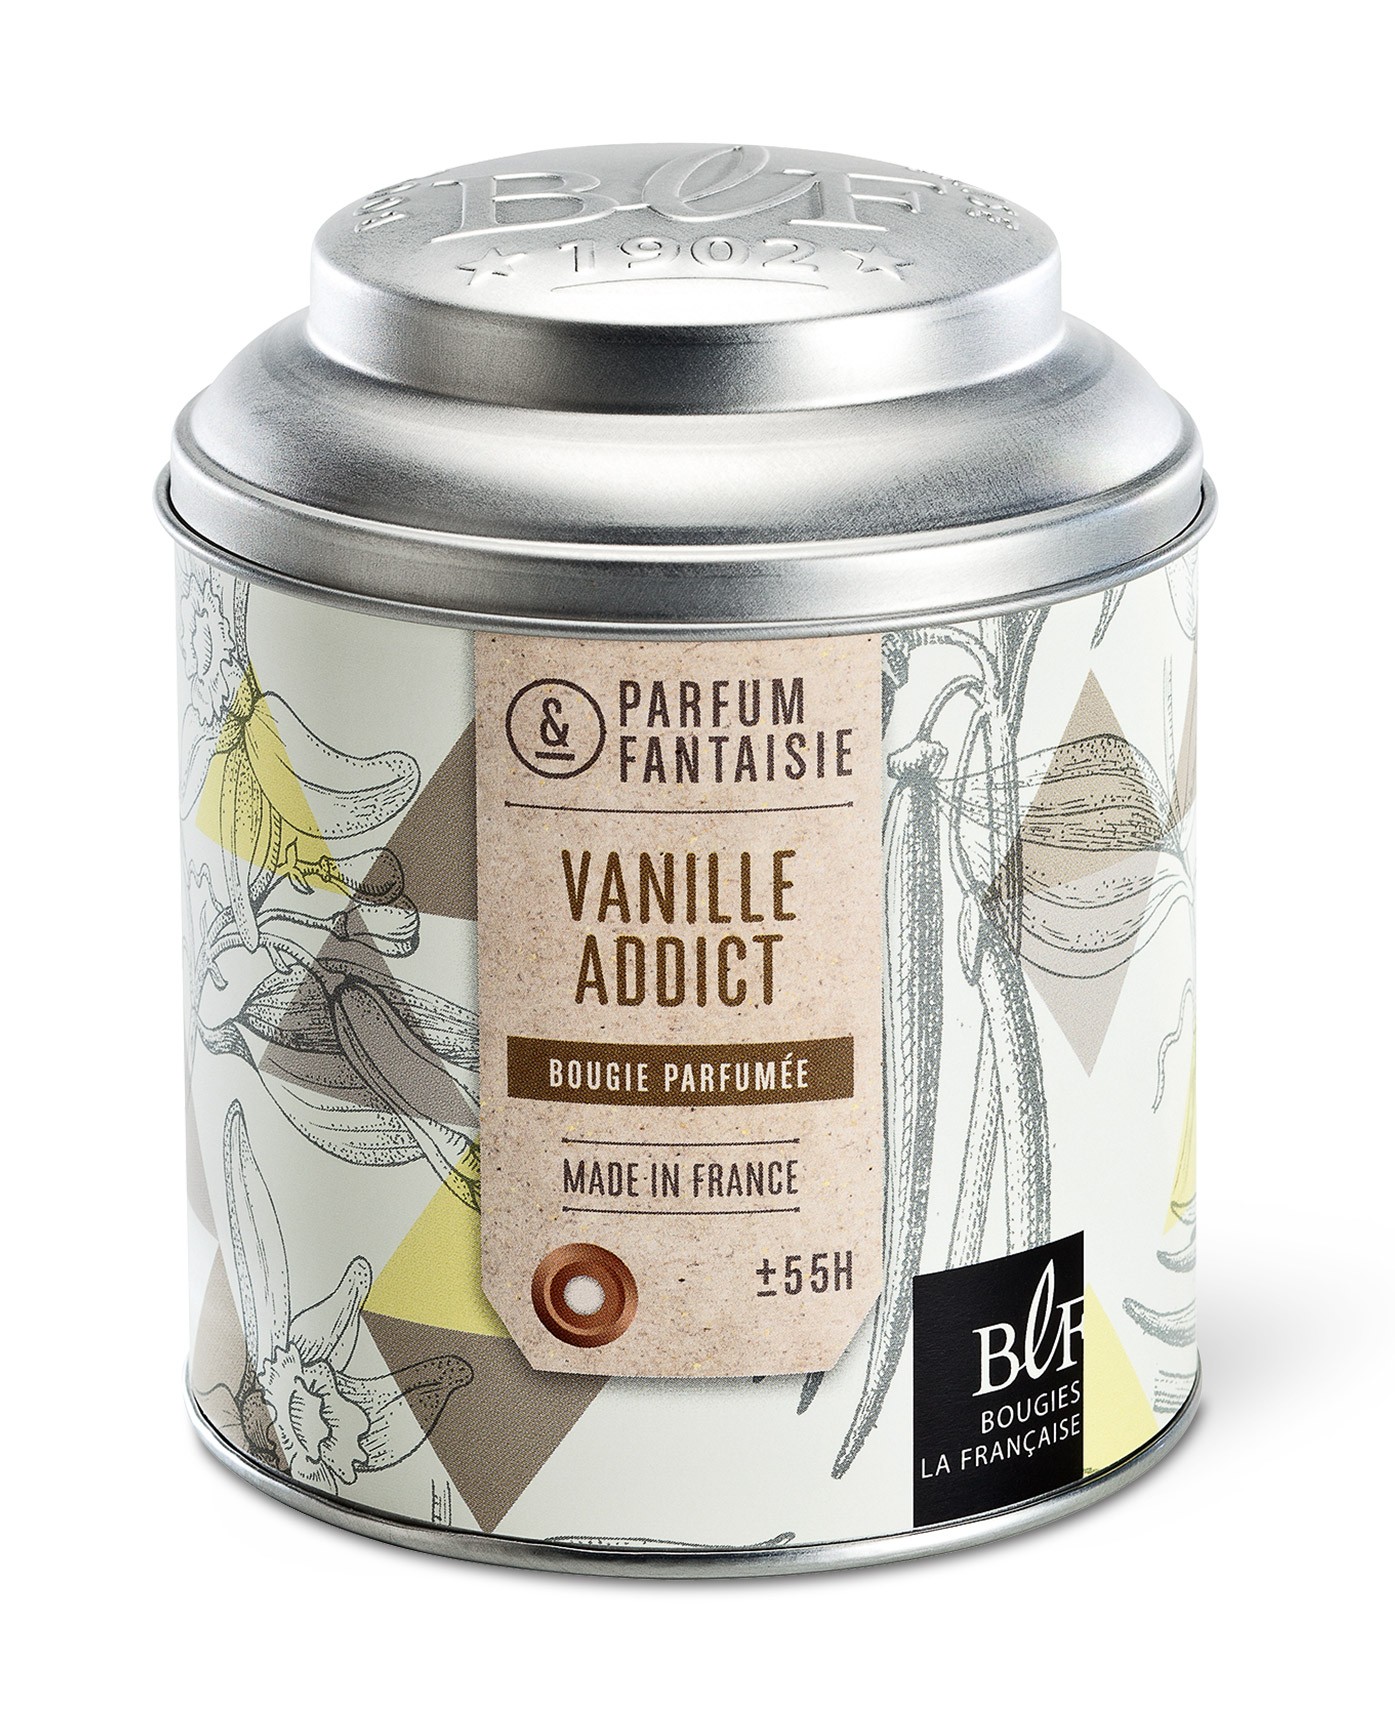 BlF
1902
&
PARFUM
FANTAISIE
VANILLE
ADDICT
BOUGIE PARFUMÉE
MADE IN FRANCE
±55H
BlF
BOUGIES
LA FRANÇAISE